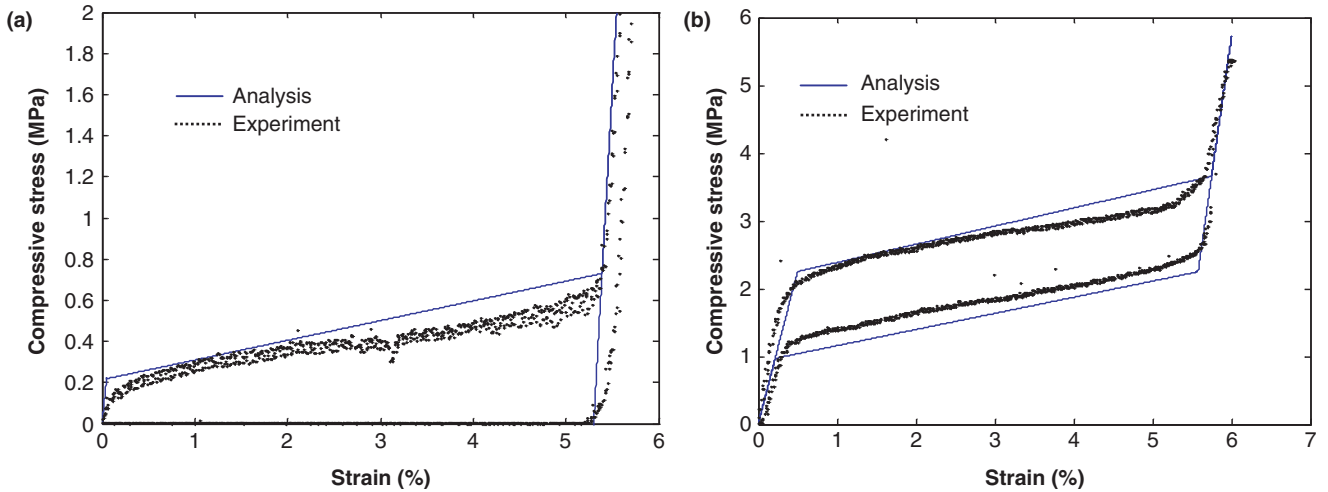 (a)
Compressive stress (MPa)
2
1.8
1.6
1.4
1.2
1
0.8
0.6
0.4
0.2
0
Analysis
Experiment
0 1 2 3 4 5 6
Strain (%)
(b)
Compressive stress (MPa)
6
5
4
3
2
1
0
Analysis
Experiment
0 1 2 3 4 5 6 7
Strain (%)